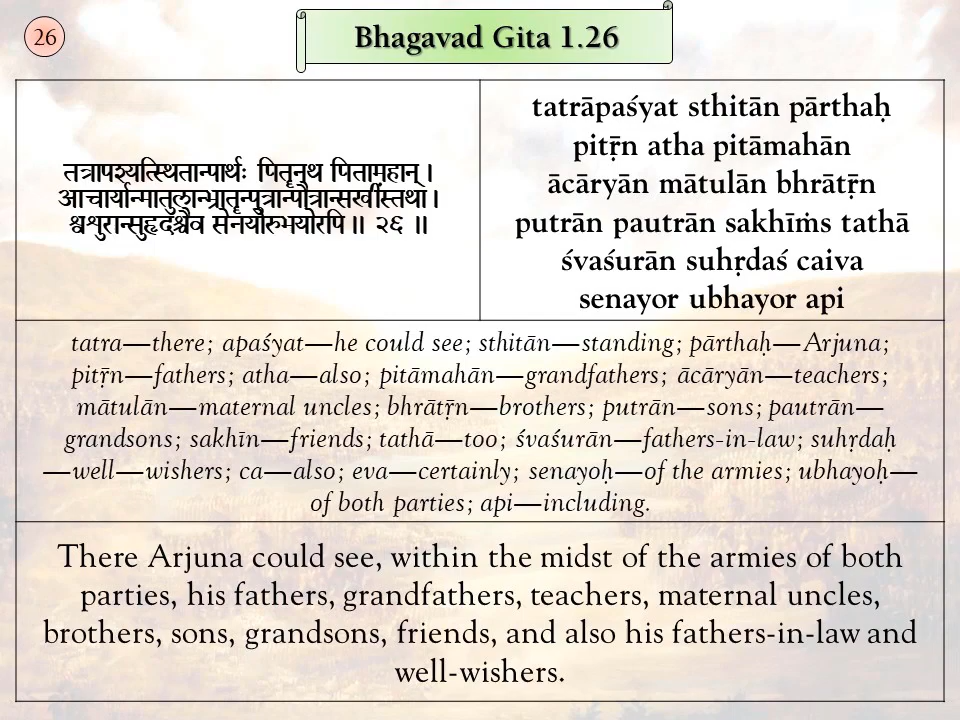 26
Bhagavad Gita 1.26
तत्रापश्यत्स्थितान्पार्थः पितॄनथ पितामहान् ।
आचार्यान्मातुलान्भ्रातॄन्पुत्रान्पौत्रान्सखींस्तथा ।
श्वशुरान्सुहृदश्चैव सेनयोरुभयोरपि ॥ २६ ॥
tatrāpaśyat sthitān pārthaḥ
pitṝn atha pitāmahān
ācāryān mātulān bhrātṝn
putrān pautrān sakhīṁs tathā
śvaśurān suhṛdaś caiva
senayor ubhayor api
tatra—there; apaśyat—he could see; sthitān—standing; pārthaḥ—Arjuna;
pitṝn—fathers; atha—also; pitāmahān—grandfathers; ācāryān—teachers;
mātulān—maternal uncles; bhrātṝn—brothers; putrān—sons; pautrān—
grandsons; sakhīn—friends; tathā—too; śvaśurān—fathers-in-law; suhṛdaḥ
—well—wishers; ca—also; eva—certainly; senayoḥ—of the armies; ubhayoḥ—
of both parties; api—including.
There Arjuna could see, within the midst of the armies of both
parties, his fathers, grandfathers, teachers, maternal uncles,
brothers, sons, grandsons, friends, and also his fathers-in-law and
well-wishers.